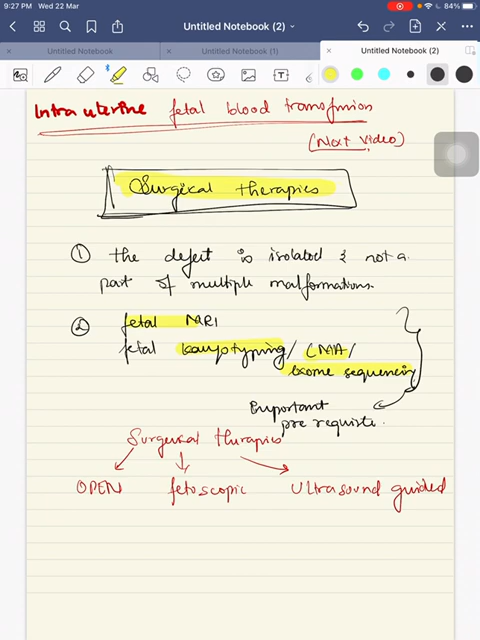 9:27 PM Wed 22 Mar
84%
Untitled Notebook (2)
Untitled Notebook
Untitled Notebook (1)
Untitled Notebook (2)
Intra uterine fetal blood transfusion
(Next video)
Surgical therapies
① the defect is isolated & not a
part of multiple malformations.
② fetal MRI
fetal karyotyping / CMA /
exome sequencing
Important
pre requisite.
Surgical therapies
OPEN fetoscopic Ultrasound guided